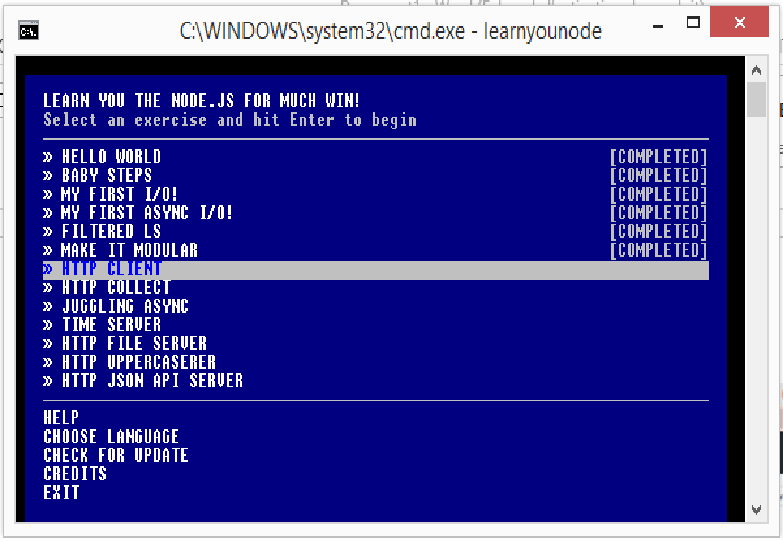 C:\WINDOWS\system32\cmd.exe - learnyounode
LEARN YOU THE NODE.JS FOR MUCH WIN!
Select an exercise and hit Enter to begin
» HELLO WORLD [COMPLETED]
» BABY STEPS [COMPLETED]
» MY FIRST I/O! [COMPLETED]
» MY FIRST ASYNC I/O! [COMPLETED]
» FILTERED LS [COMPLETED]
» MAKE IT MODULAR [COMPLETED]
» HTTP CLIENT
» HTTP COLLECT
» JUGGLING ASYNC
» TIME SERVER
» HTTP FILE SERVER
» HTTP UPPERCASERER
» HTTP JSON API SERVER
HELP
CHOOSE LANGUAGE
CHECK FOR UPDATE
CREDITS
EXIT